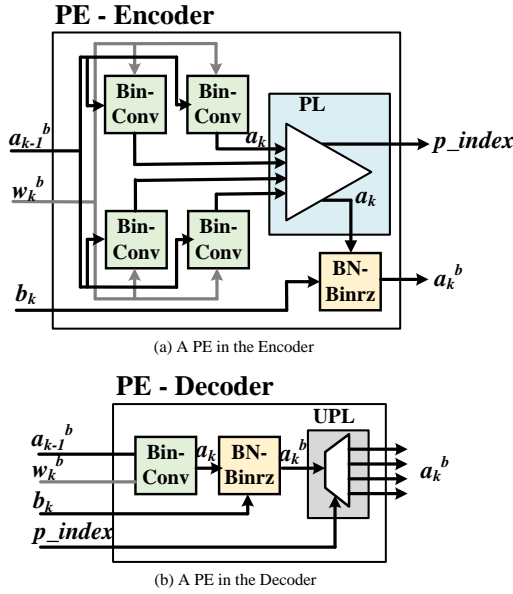 PE - Encoder
Bin-
Conv
Bin-
Conv
PL
a_{k-1}^b
a_k
p_index
w_k^b
a_k
Bin-
Conv
Bin-
Conv
BN-
Binrz
a_k^b
b_k
(a) A PE in the Encoder
PE - Decoder
UPL
a_{k-1}^b
w_k^b
Bin-
Conv
a_k
BN-
Binrz
a_k^b
a_k^b
b_k
p_index
(b) A PE in the Decoder